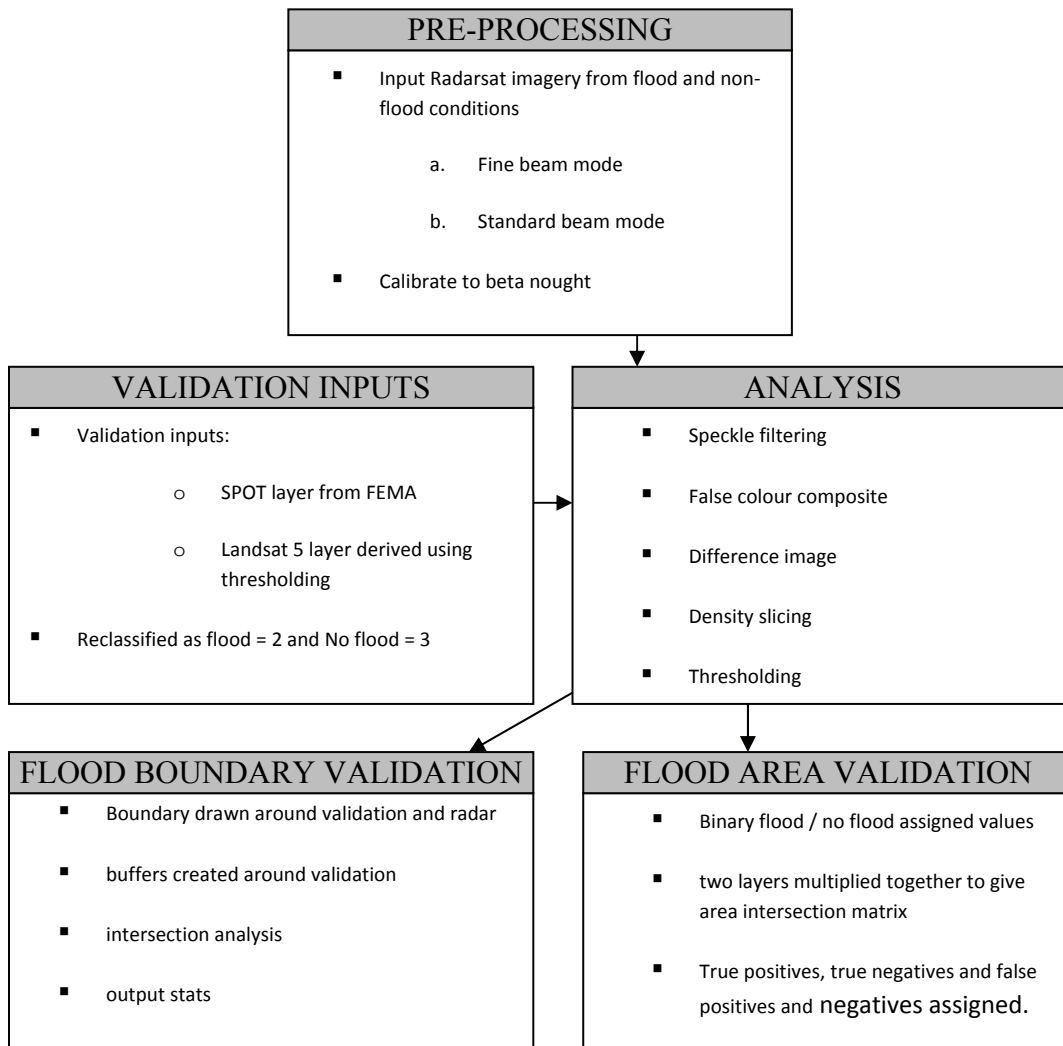 PRE-PROCESSING
▪ Input Radarsat imagery from flood and non-
flood conditions
a. Fine beam mode
b. Standard beam mode
▪ Calibrate to beta nought
VALIDATION INPUTS
▪ Validation inputs:
o SPOT layer from FEMA
o Landsat 5 layer derived using
thresholding
▪ Reclassified as flood = 2 and No flood = 3
ANALYSIS
▪ Speckle filtering
▪ False colour composite
▪ Difference image
▪ Density slicing
▪ Thresholding
FLOOD BOUNDARY VALIDATION
▪ Boundary drawn around validation and radar
▪ buffers created around validation
▪ intersection analysis
▪ output stats
FLOOD AREA VALIDATION
▪ Binary flood / no flood assigned values
▪ two layers multiplied together to give
area intersection matrix
▪ True positives, true negatives and false
positives and negatives assigned.